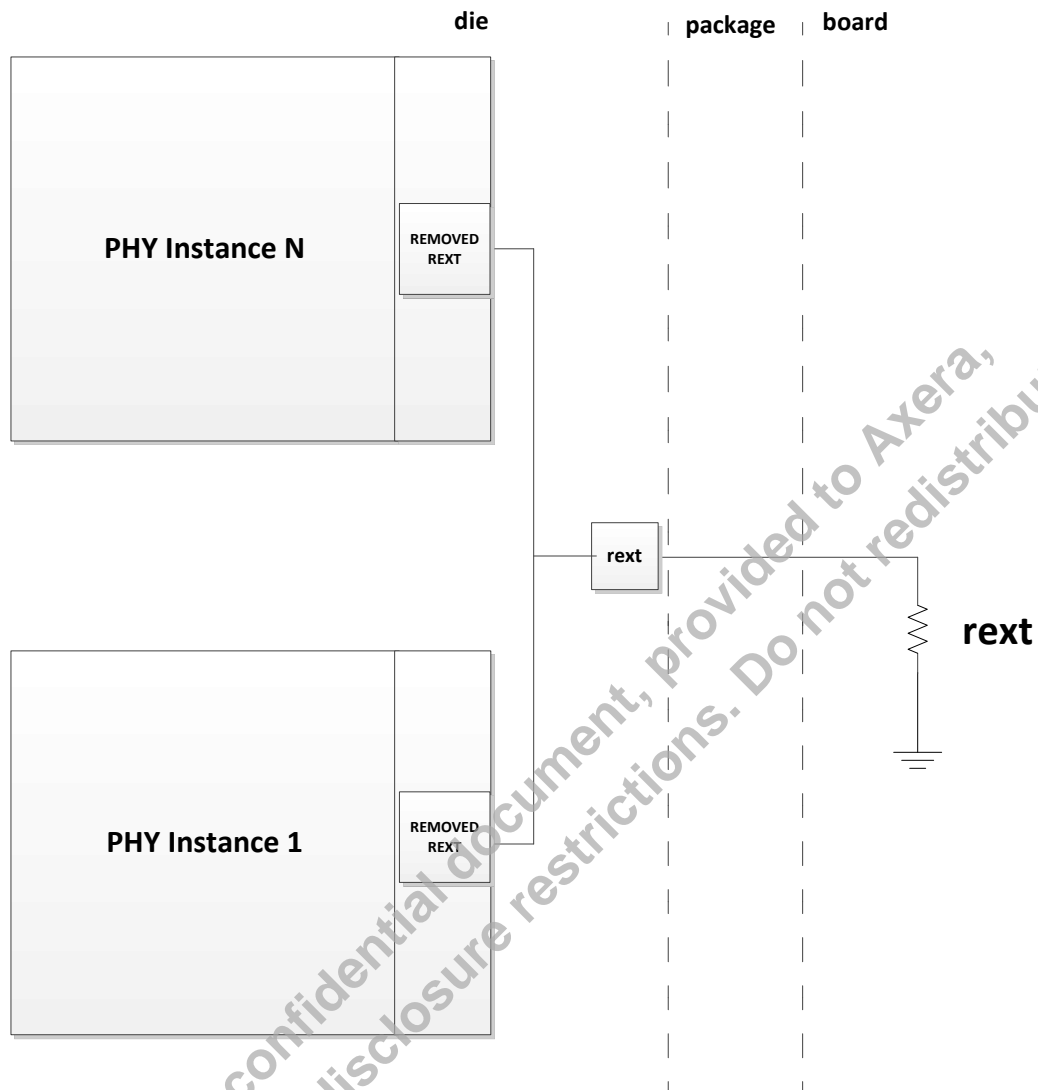 die
package
board
PHY Instance N
REMOVED
REXT
rext
rext
PHY Instance 1
REMOVED
REXT
confidential document, provided to Axera,
disclosure restrictions. Do not